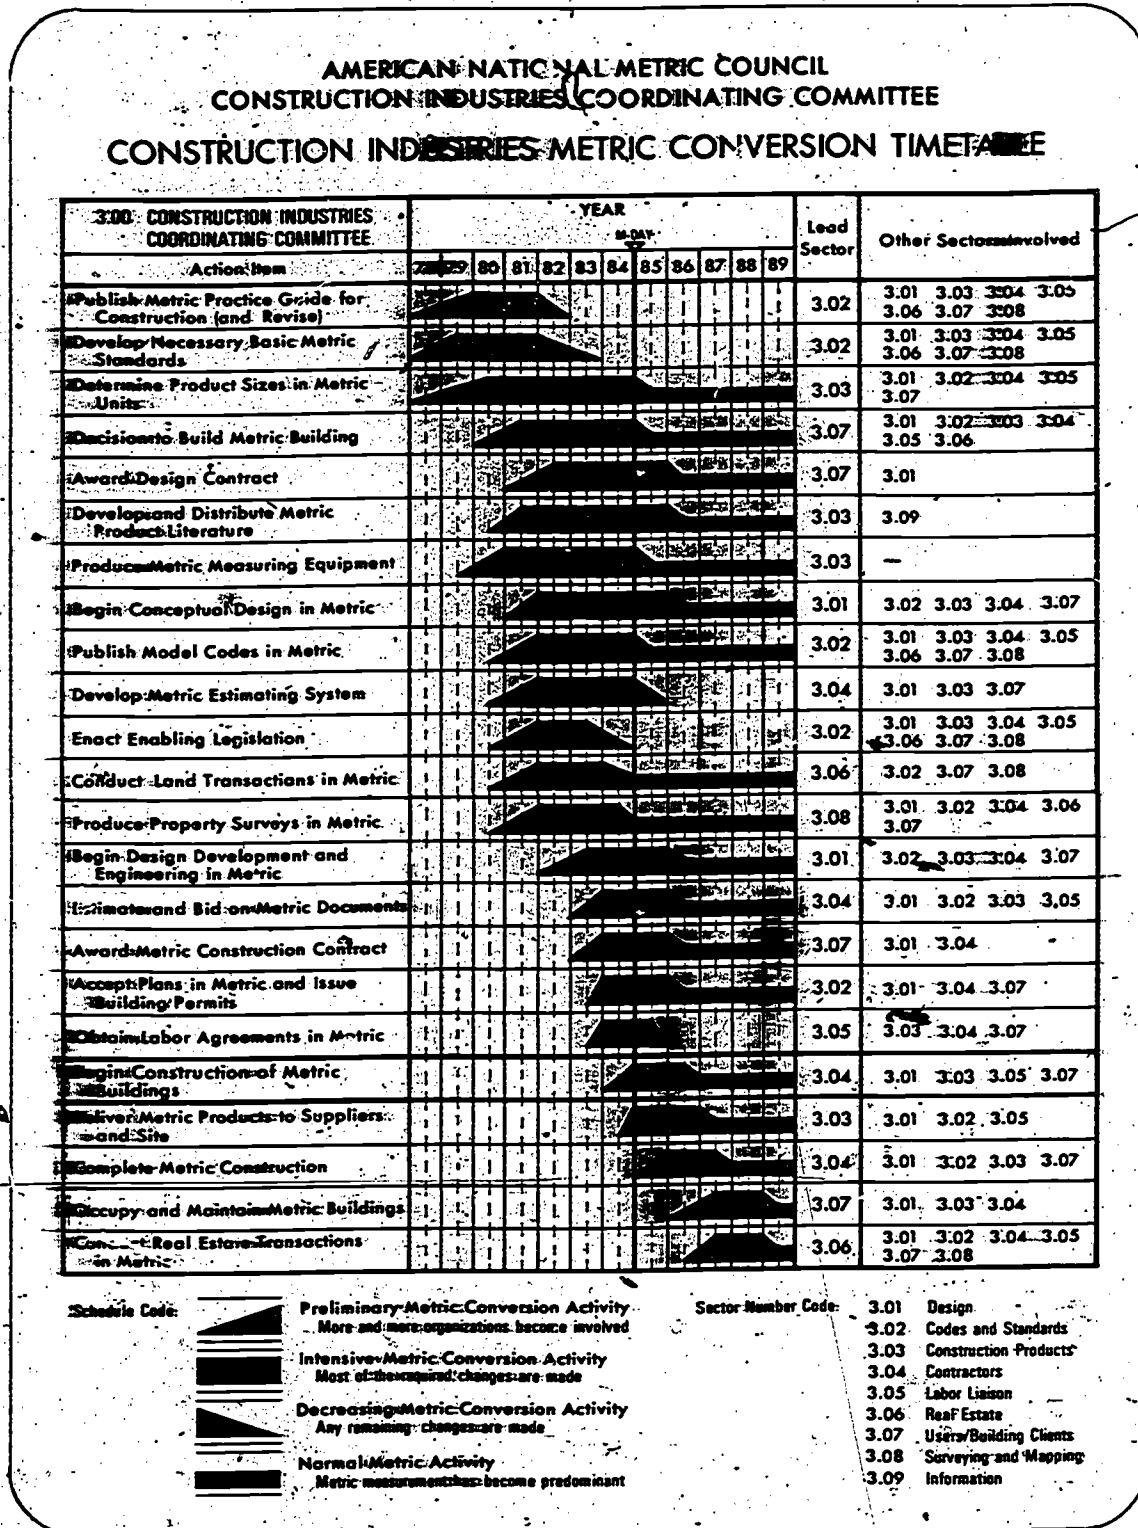 AMERICAN NATIONAL METRIC COUNCIL
CONSTRUCTION INDUSTRIES COORDINATING COMMITTEE
CONSTRUCTION INDUSTRIES METRIC CONVERSION TIMETABLE
3.00 CONSTRUCTION INDUSTRIES
COORDINATING COMMITTEE
YEAR
M-DAY
Lead
Sector
Other Sectors Involved
Action Item
78 79 80 81 82 83 84 85 86 87 88 89
Publish Metric Practice Guide for
Construction (and Revise)
3.02
3.01 3.03 3.04 3.05
3.06 3.07 3.08
Develop Necessary Basic Metric
Standards
3.02
3.01 3.03 3.04 3.05
3.06 3.07 3.08
Determine Product Sizes in Metric
Units
3.03
3.01 3.02 3.04 3.05
3.07
Decision to Build Metric Building
3.07
3.01 3.02 3.03 3.04
3.05 3.06
Award Design Contract
3.07
3.01
Develop and Distribute Metric
Product Literature
3.03
3.09
Produce Metric Measuring Equipment
3.03
—
Begin Conceptual Design in Metric
3.01
3.02 3.03 3.04 3.07
Publish Model Codes in Metric
3.02
3.01 3.03 3.04 3.05
3.06 3.07 3.08
Develop Metric Estimating System
3.04
3.01 3.03 3.07
Enact Enabling Legislation
3.02
3.01 3.03 3.04 3.05
3.06 3.07 3.08
Conduct Land Transactions in Metric
3.06
3.02 3.07 3.08
Produce Property Surveys in Metric
3.08
3.01 3.02 3.04 3.06
3.07
Begin Design Development and
Engineering in Metric
3.01
3.02 3.03 3.04 3.07
Estimate and Bid on Metric Documents
3.04
3.01 3.02 3.03 3.05
Award Metric Construction Contract
3.07
3.01 3.04
Accept Plans in Metric and Issue
Building Permits
3.02
3.01 3.04 3.07
Obtain Labor Agreements in Metric
3.05
3.03 3.04 3.07
Begin Construction of Metric
Buildings
3.04
3.01 3.03 3.05 3.07
Deliver Metric Products to Suppliers
and Site
3.03
3.01 3.02 3.05
Complete Metric Construction
3.04
3.01 3.02 3.03 3.07
Occupy and Maintain Metric Buildings
3.07
3.01 3.03 3.04
Real Estate Transactions
in Metric
3.06
3.01 3.02 3.04 3.05
3.07 3.08
Schedule Code:
Preliminary Metric Conversion Activity
More and more organizations become involved
Intensive Metric Conversion Activity
Most of the required changes are made
Decreasing Metric Conversion Activity
Any remaining changes are made
Normal Metric Activity
Metric measurement has become predominant
Sector Number Code:
3.01 Design
3.02 Codes and Standards
3.03 Construction Products
3.04 Contractors
3.05 Labor Liaison
3.06 Real Estate
3.07 Users/Building Clients
3.08 Surveying and Mapping
3.09 Information